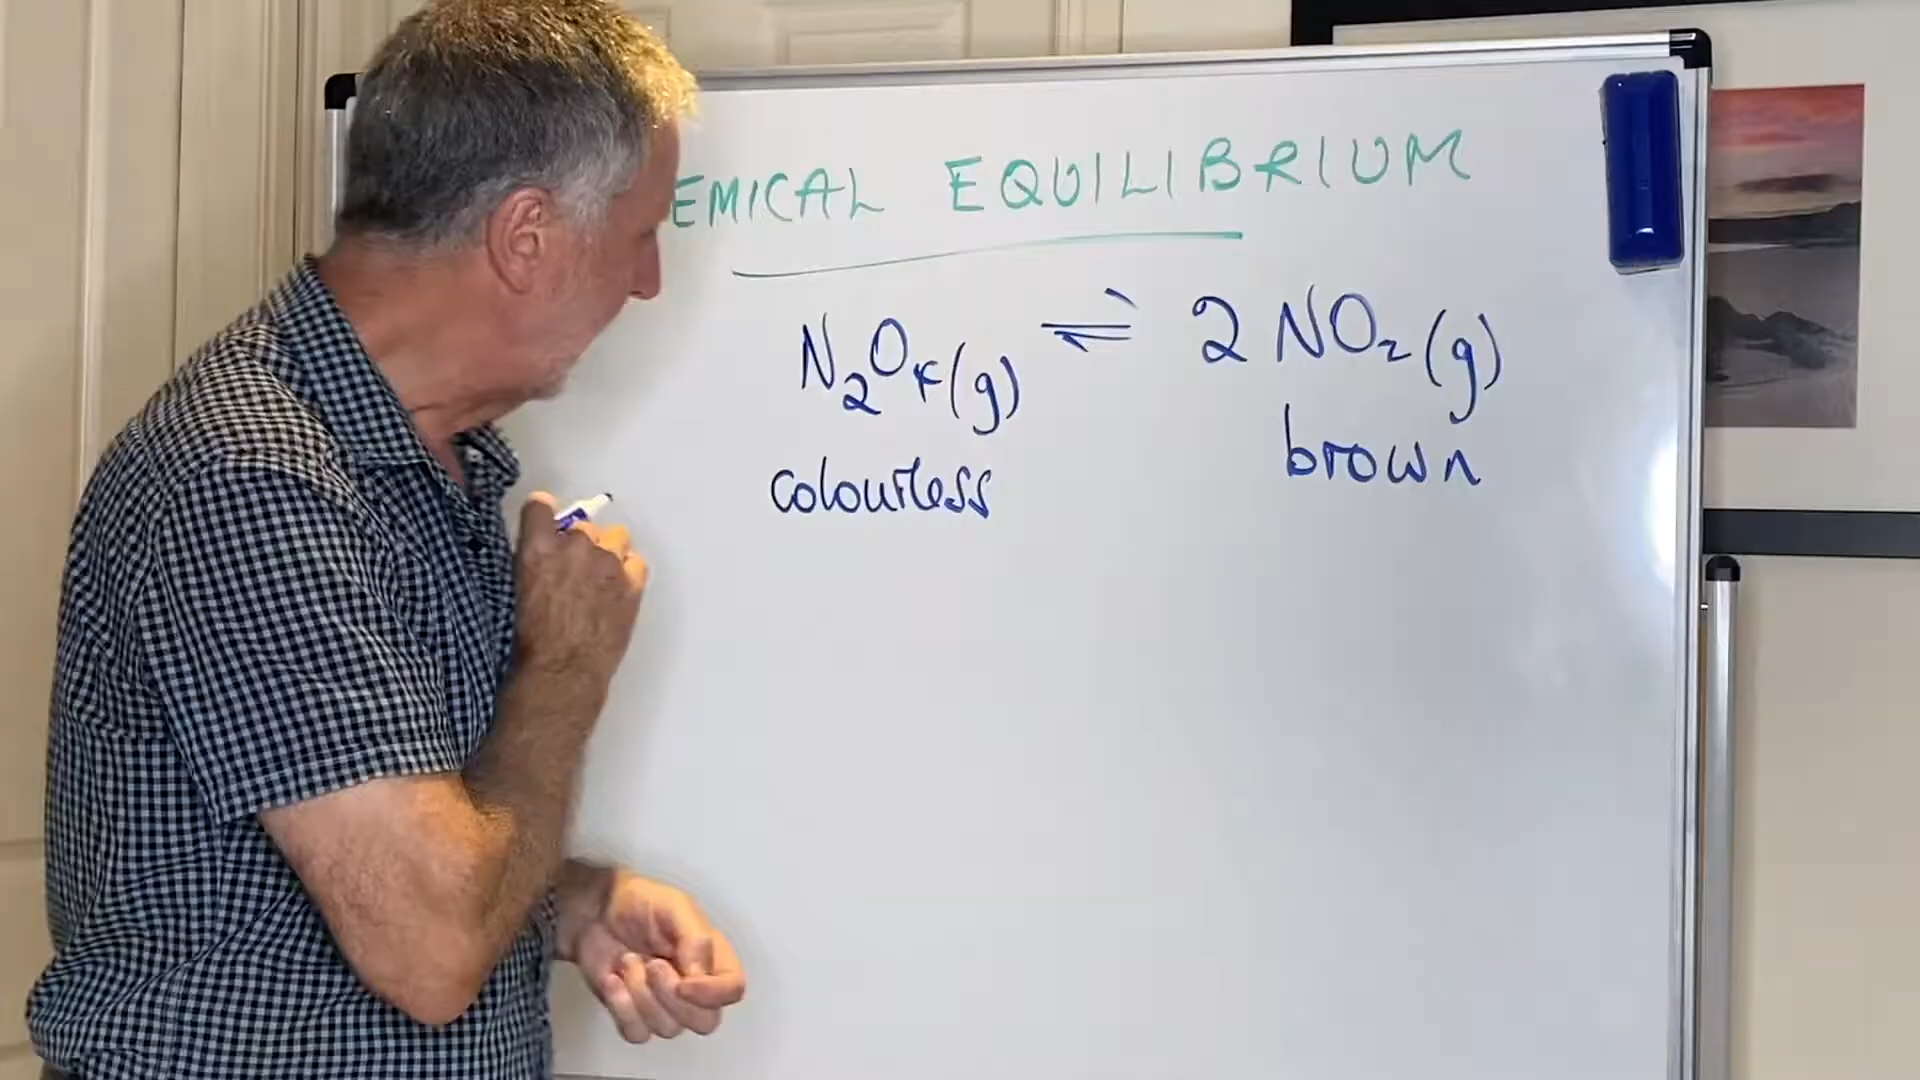 EMICAL EQUILIBRIUM
N₂O₄(g) ⇌ 2 NO₂(g)
colourless brown